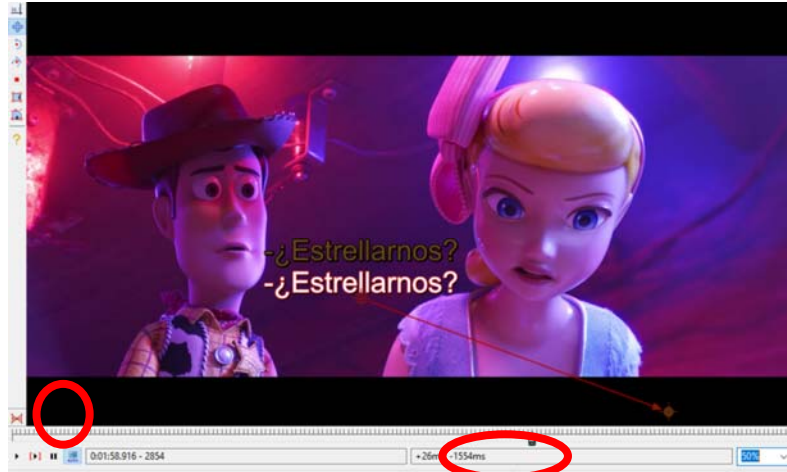 -¿Estrellarnos?
-¿Estrellarnos?
0:01:58.916 - 2854
+26m
-1554ms
50%